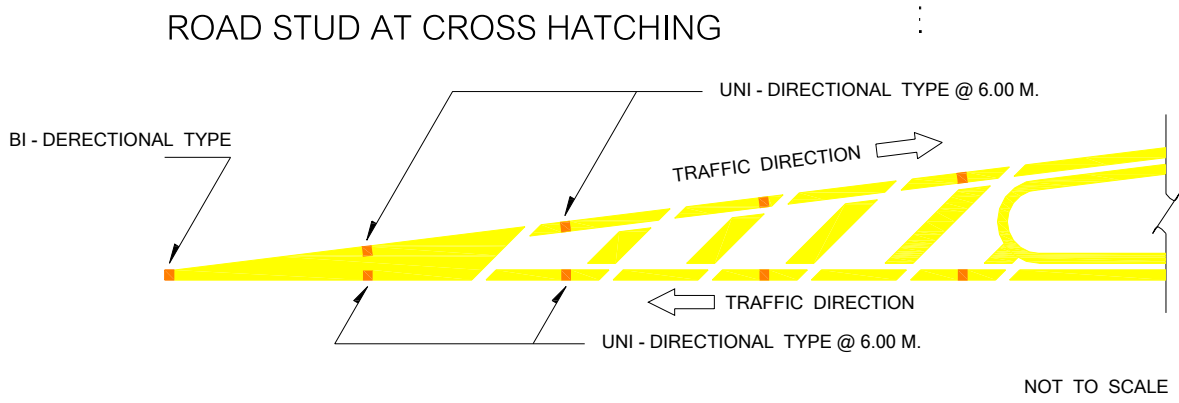 ROAD STUD AT CROSS HATCHING
UNI - DIRECTIONAL TYPE @ 6.00 M.
BI - DERECTIONAL TYPE
TRAFFIC DIRECTION
TRAFFIC DIRECTION
UNI - DIRECTIONAL TYPE @ 6.00 M.
NOT TO SCALE